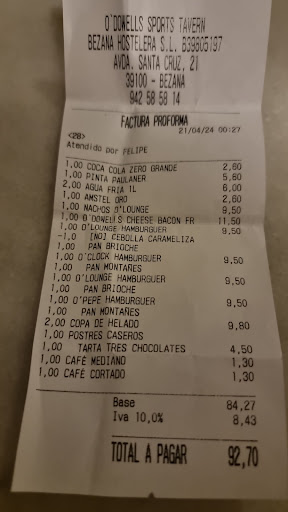 O'DONELLS SPORTS TAVERN
BEZANA HOSTELERA S.L. B39805197
AVDA. SANTA CRUZ, 21
39100 - BEZANA
942 58 58 14
FACTURA PROFORMA
<28> 21/04/24 00:27
Atendido por FELIPE
1,00 COCA COLA ZERO GRANDE 2,60
1,00 PINTA PAULANER 5,60
2,00 AGUA FRIA 1L 6,00
1,00 AMSTEL ORO 2,60
1,00 NACHOS O'LOUNGE 9,50
1,00 O'DONELLS CHEESE BACON FR 11,50
1,00 O'LOUNGE HAMBURGUER 9,50
-1,0 [NO] CEBOLLA CARAMELIZA
1,00 PAN BRIOCHE
1,00 O'CLOCK HAMBURGUER 9,50
1,00 PAN MONTAÑES
1,00 O'LOUNGE HAMBURGUER 9,50
1,00 PAN BRIOCHE
1,00 O'PEPE HAMBURGUER 9,50
1,00 PAN MONTAÑES
2,00 COPA DE HELADO 9,80
1,00 POSTRES CASEROS
1,00 TARTA TRES CHOCOLATES 4,50
1,00 CAFÉ MEDIANO 1,30
1,00 CAFÉ CORTADO 1,30
Base 84,27
Iva 10,0% 8,43
TOTAL A PAGAR 92,70